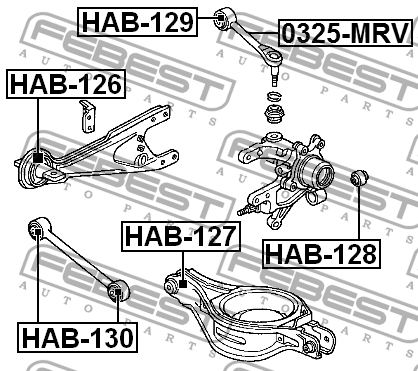 HAB-129
0325-MRV
HAB-126
HAB-127
HAB-128
HAB-130
FEBEST
AUTO PARTS
FEBEST
AUTO PARTS
FEBEST
AUTO PARTS
FEBEST
AUTO PARTS